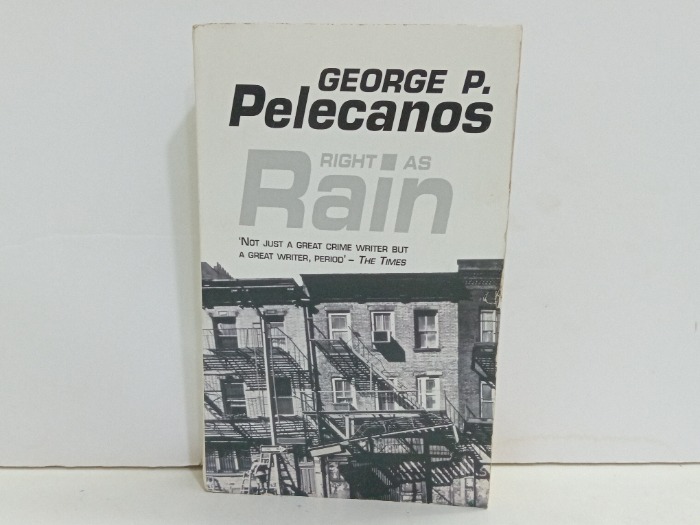 GEORGE P.
Pelecanos
RIGHT AS
Rain
'NOT JUST A GREAT CRIME WRITER BUT
A GREAT WRITER, PERIOD' – THE TIMES